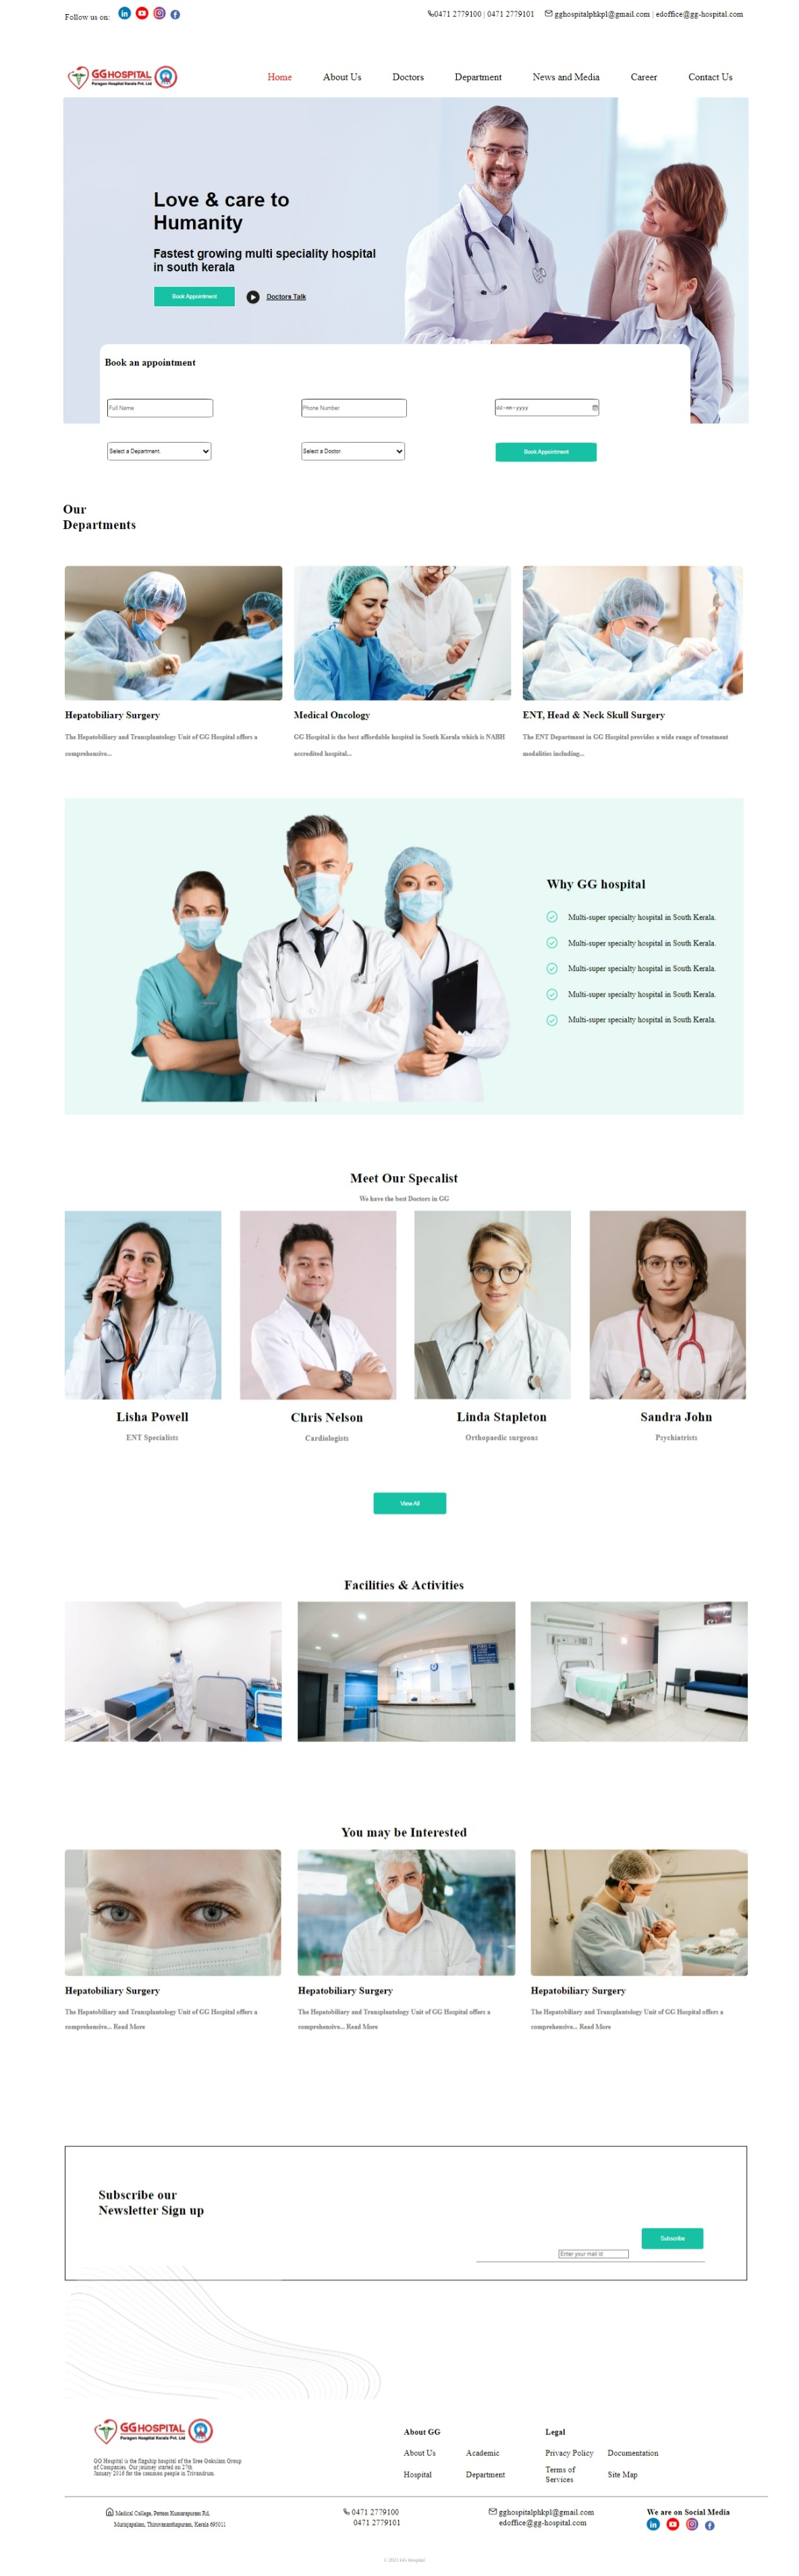 Follow us on:
0471 2779100 | 0471 2779101
gghospitalphkpl@gmail.com | edoffice@gg-hospital.com
GG HOSPITAL
Paragon Hospital Kerala Pvt. Ltd
Home
About Us
Doctors
Department
News and Media
Career
Contact Us
Love & care to
Humanity
Fastest growing multi speciality hospital
in south kerala
Book Appointment
Doctors Talk
Book an appointment
Full Name
Phone Number
dd-mm-yyyy
Select a Department.
Select a Doctor.
Book Appointment
Our
Departments
Hepatobiliary Surgery
The Hepatobiliary and Transplantology Unit of GG Hospital offers a
comprehensive...
Medical Oncology
GG Hospital is the best affordable hospital in South Kerala which is NABH
accredited hospital...
ENT, Head & Neck Skull Surgery
The ENT Department in GG Hospital provides a wide range of treatment
modalities including...
Why GG hospital
Multi-super specialty hospital in South Kerala.
Multi-super specialty hospital in South Kerala.
Multi-super specialty hospital in South Kerala.
Multi-super specialty hospital in South Kerala.
Multi-super specialty hospital in South Kerala.
Meet Our Specalist
We have the best Doctors in GG
Lisha Powell
ENT Specialists
Chris Nelson
Cardiologists
Linda Stapleton
Orthopaedic surgeons
Sandra John
Psychiatrists
View All
Facilities & Activities
You may be Interested
Hepatobiliary Surgery
The Hepatobiliary and Transplantology Unit of GG Hospital offers a
comprehensive... Read More
Hepatobiliary Surgery
The Hepatobiliary and Transplantology Unit of GG Hospital offers a
comprehensive... Read More
Hepatobiliary Surgery
The Hepatobiliary and Transplantology Unit of GG Hospital offers a
comprehensive... Read More
Subscribe our
Newsletter Sign up
Enter your mail id
Subscribe
GG HOSPITAL
Paragon Hospital Kerala Pvt. Ltd
GG Hospital is the flagship hospital of the Sree Gokulam Group
of Companies. Our journey started on 27th
January 2016 for the common people in Trivandrum.
About GG
About Us
Academic
Hospital
Department
Legal
Privacy Policy
Documentation
Terms of
Services
Site Map
Medical College, Pottom Kumarapuram Rd,
Murinjapalam, Thiruvananthapuram, Kerala 695011
0471 2779100
0471 2779101
gghospitalphkpl@gmail.com
edoffice@gg-hospital.com
We are on Social Media
© 2023 GG Hospital